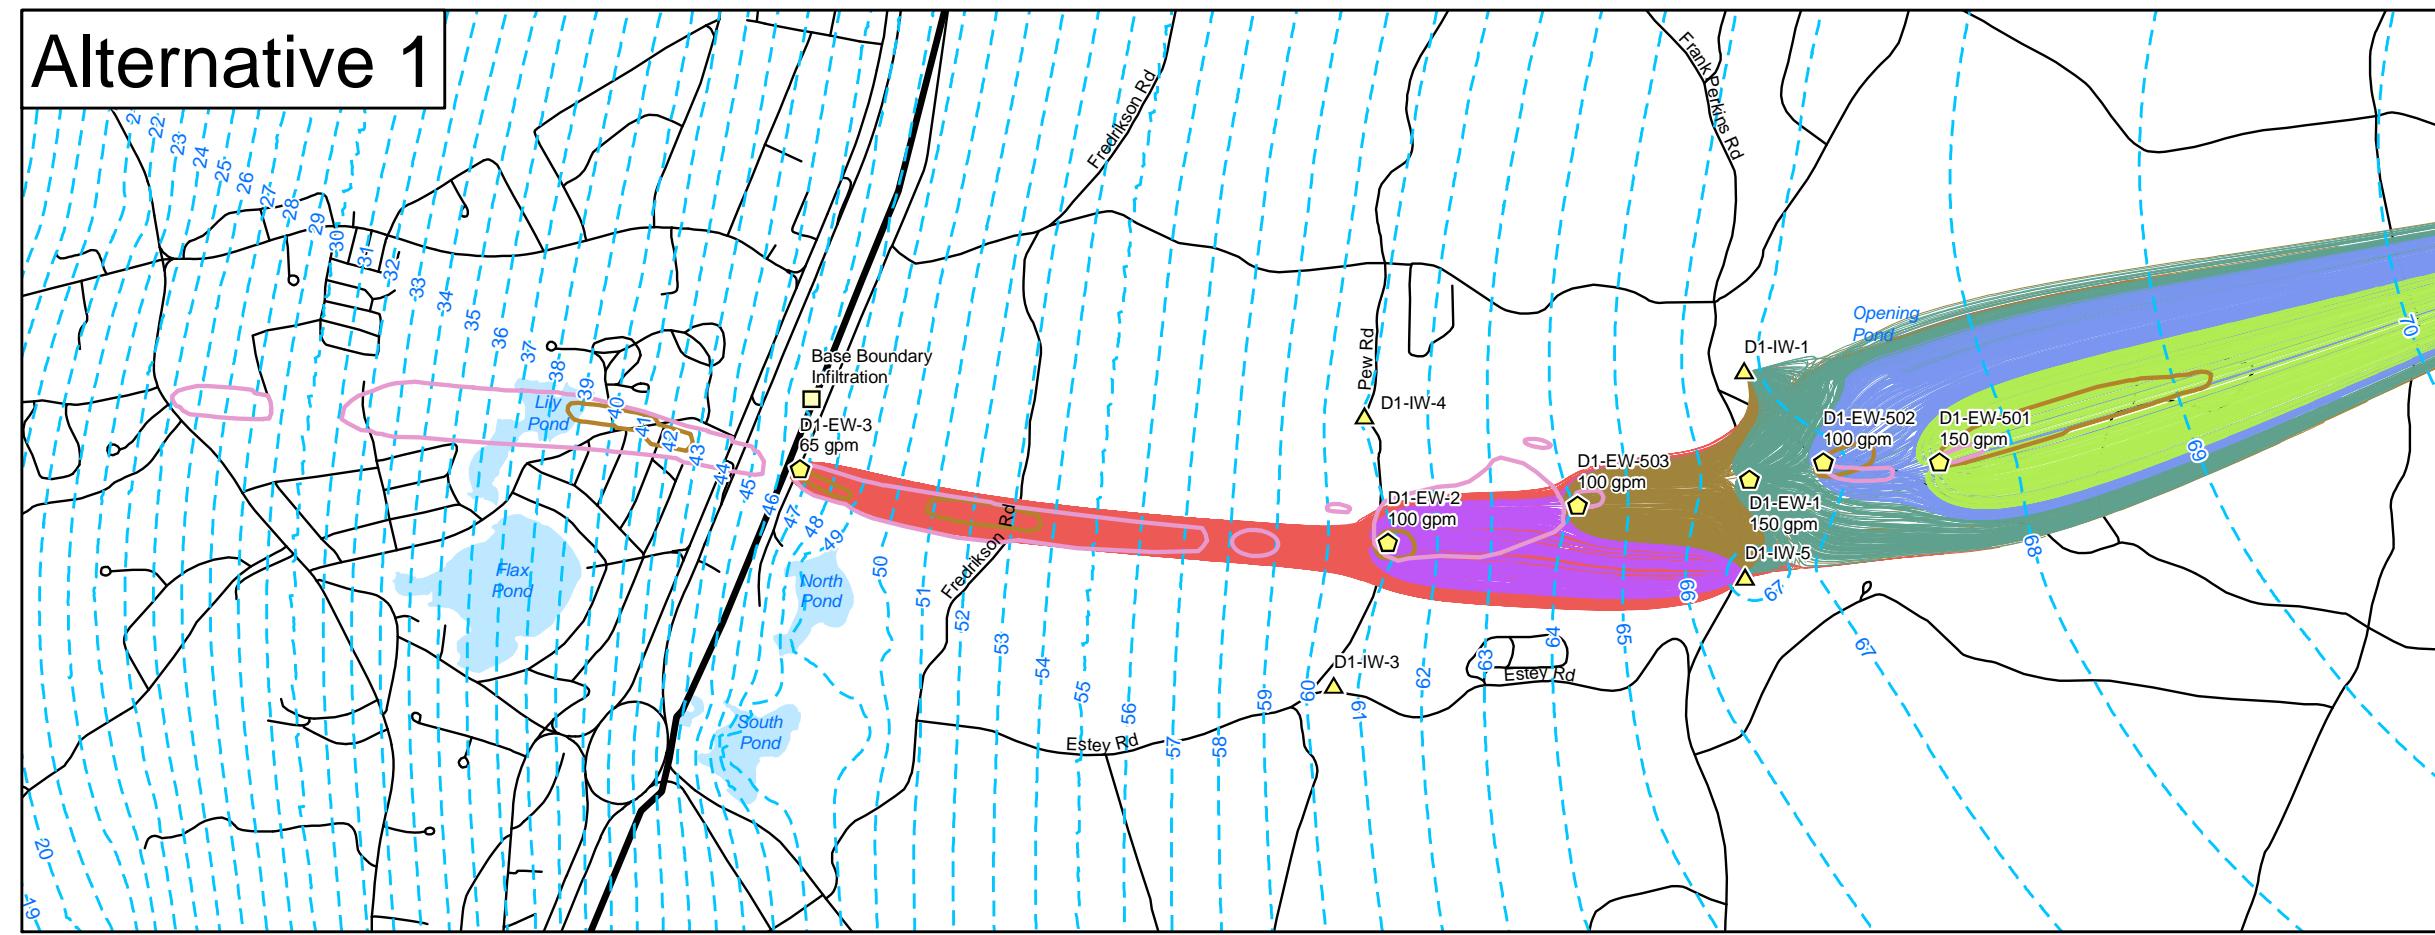 Alternative 1
2
22
23
24
25
26
27
28
29
30
31
32
33
34
35
36
37
38
39
40
41
42
43
44
45
46
47
48
49
50
51
52
53
54
55
56
57
58
59
60
61
62
63
64
65
66
67
67
68
69
70
20
19
Fredrikson Rd
Frank Perkins Rd
Pew Rd
Fredrikson Rd
Estey Rd
Estey Rd
Lily
Pond
Flax
Pond
North
Pond
South
Pond
Opening
Pond
Base Boundary
Infiltration
D1-EW-3
65 gpm
D1-IW-4
D1-IW-1
D1-EW-502
100 gpm
D1-EW-501
150 gpm
D1-EW-503
100 gpm
D1-EW-2
100 gpm
D1-EW-1
150 gpm
D1-IW-5
D1-IW-3